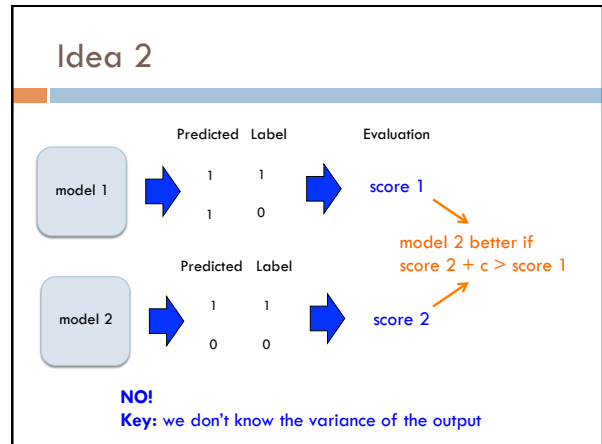 Idea 2
Predicted Label Evaluation
model 1
1 1
1 0
score 1
model 2 better if
score 2 + c > score 1
Predicted Label
model 2
1 1
0 0
score 2
NO!
Key: we don't know the variance of the output